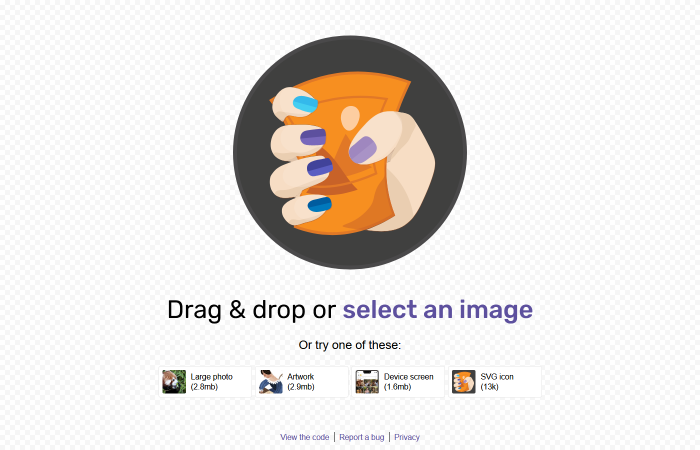 Drag & drop or select an image
Or try one of these:
Large photo
(2.8mb)
Artwork
(2.9mb)
Device screen
(1.6mb)
SVG icon
(13k)
View the code
Report a bug
Privacy